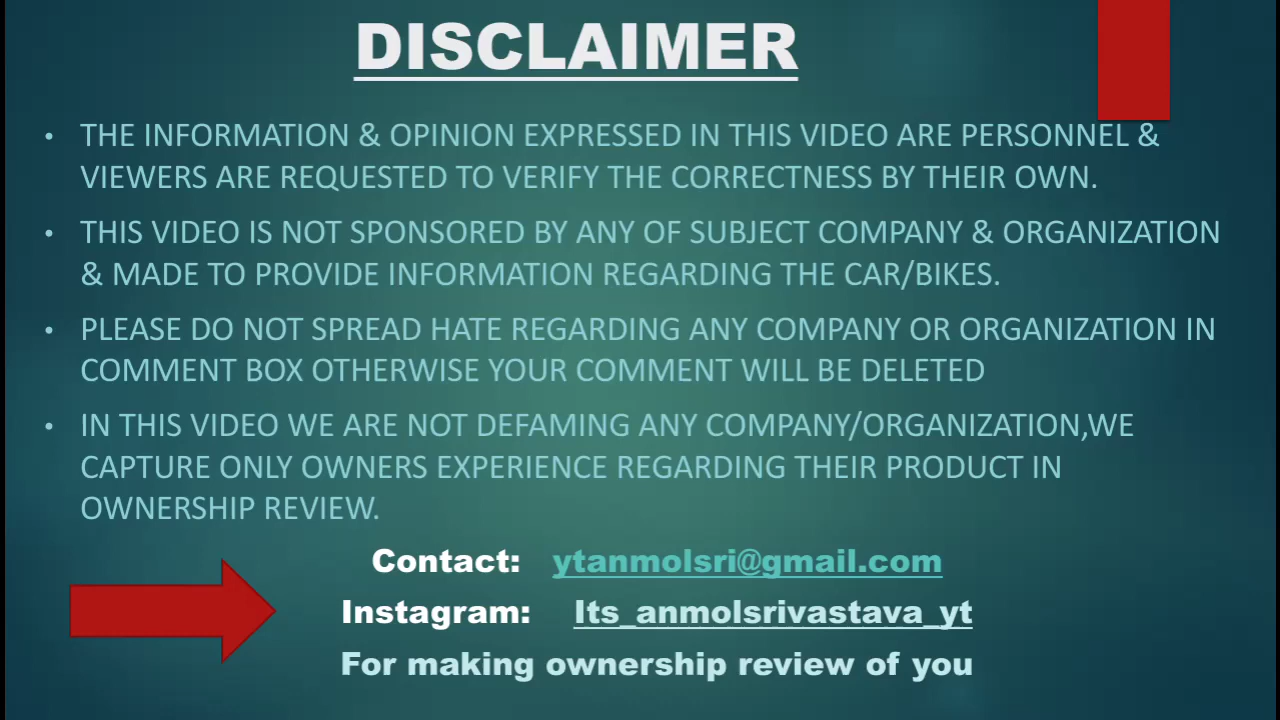 DISCLAIMER
• THE INFORMATION & OPINION EXPRESSED IN THIS VIDEO ARE PERSONNEL &
VIEWERS ARE REQUESTED TO VERIFY THE CORRECTNESS BY THEIR OWN.
• THIS VIDEO IS NOT SPONSORED BY ANY OF SUBJECT COMPANY & ORGANIZATION
& MADE TO PROVIDE INFORMATION REGARDING THE CAR/BIKES.
• PLEASE DO NOT SPREAD HATE REGARDING ANY COMPANY OR ORGANIZATION IN
COMMENT BOX OTHERWISE YOUR COMMENT WILL BE DELETED
• IN THIS VIDEO WE ARE NOT DEFAMING ANY COMPANY/ORGANIZATION,WE
CAPTURE ONLY OWNERS EXPERIENCE REGARDING THEIR PRODUCT IN
OWNERSHIP REVIEW.
Contact: ytanmolsri@gmail.com
Instagram: Its_anmolsrivastava_yt
For making ownership review of you